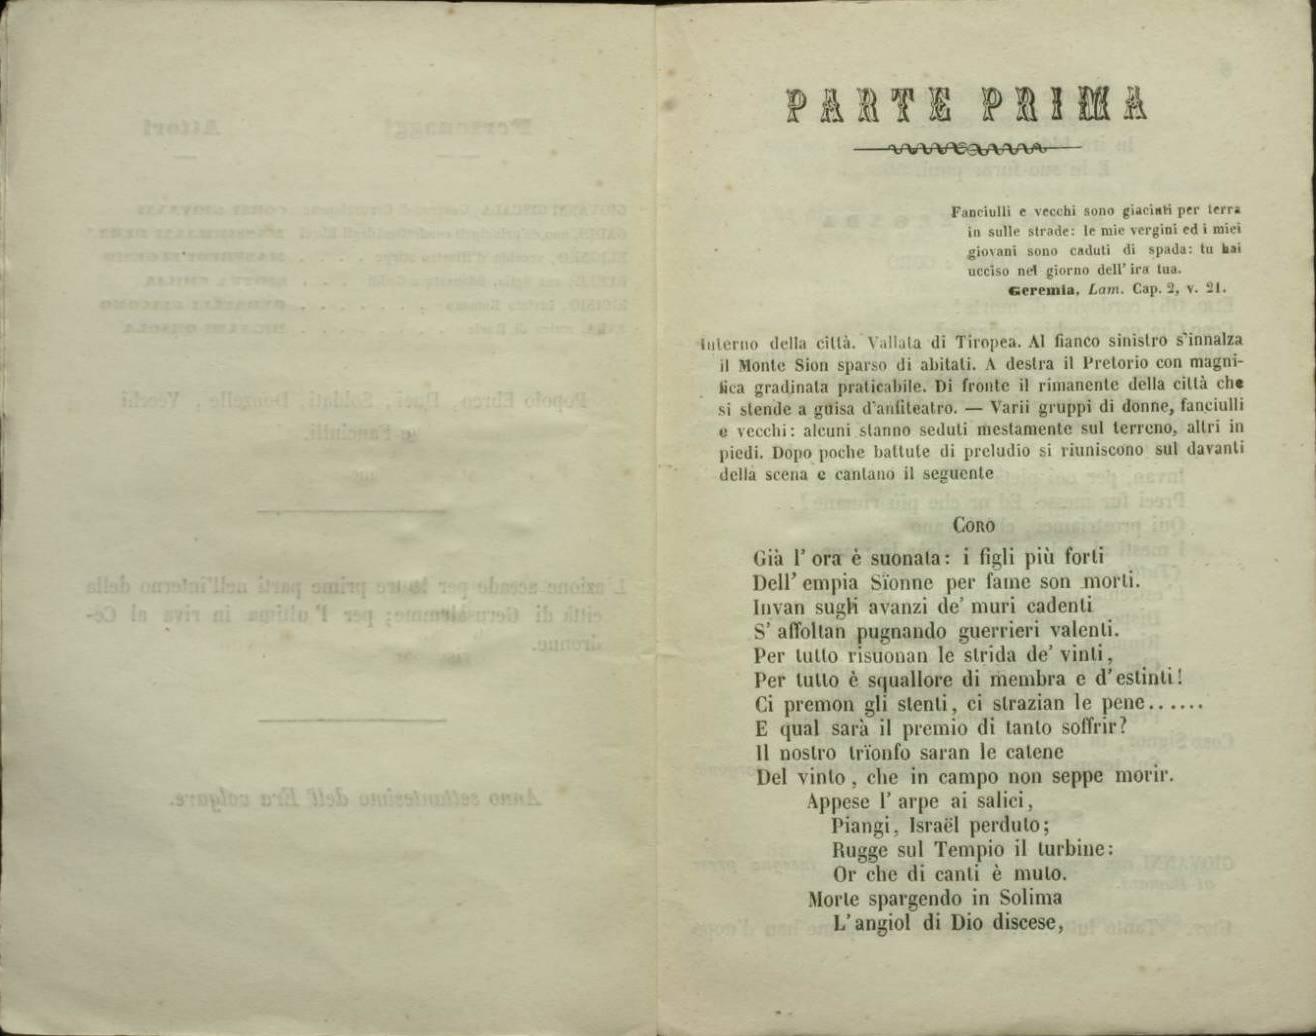 PARTE PRIMA
Fanciulli e vecchi sono giacinti per terra
in sulle strade: le mie vergini ed i miei
giovani sono caduti di spada: tu hai
ucciso nel giorno dell' ira tua.
Geremia, Lam. Cap. 2, v. 21.
Interno della città. Vallata di Tiropea. Al fianco sinistro s'innalza
il Monte Sion sparso di abitati. A destra il Pretorio con magni-
fica gradinata praticabile. Di fronte il rimanente della città che
si stende a guisa d'anfiteatro. — Varii gruppi di donne, fanciulli
e vecchi: alcuni stanno seduti mestamente sul terreno, altri in
piedi. Dopo poche battute di preludio si riuniscono sul davanti
della scena e cantano il seguente
CORO
Già l' ora è suonata: i figli più forti
Dell' empia Sïonne per fame son morti.
Invan sugli avanzi de' muri cadenti
S' affoltan pugnando guerrieri valenti.
Per tutto risuonan le strida de' vinti,
Per tutto è squallore di membra e d'estinti!
Ci premon gli stenti, ci strazian le pene......
E qual sarà il premio di tanto soffrir?
Il nostro trïonfo saran le catene
Del vinto, che in campo non seppe morir.
Appese l' arpe ai salici,
Piangi, Israël perduto;
Rugge sul Tempio il turbine:
Or che di canti è muto.
Morte spargendo in Solima
L' angiol di Dio discese,